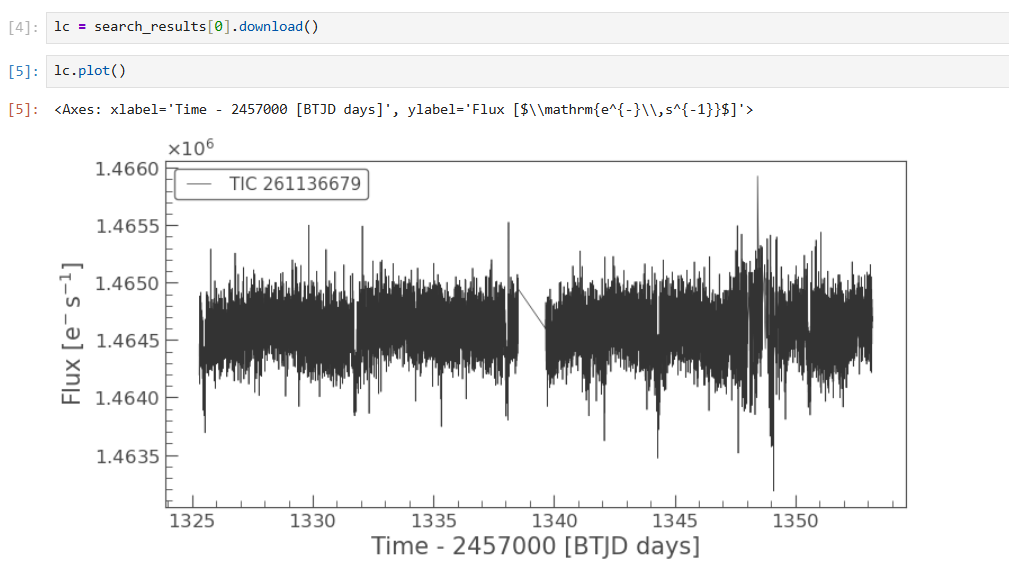 [4]: lc = search_results[0].download()
[5]: lc.plot()
[5]: <Axes: xlabel='Time - 2457000 [BTJD days]', ylabel='Flux [$\\mathrm{e^{-}\\,s^{-1}}$]'>
×10⁶
TIC 261136679
1.4660
1.4655
1.4650
1.4645
1.4640
1.4635
Flux [e⁻ s⁻¹]
1325 1330 1335 1340 1345 1350
Time - 2457000 [BTJD days]